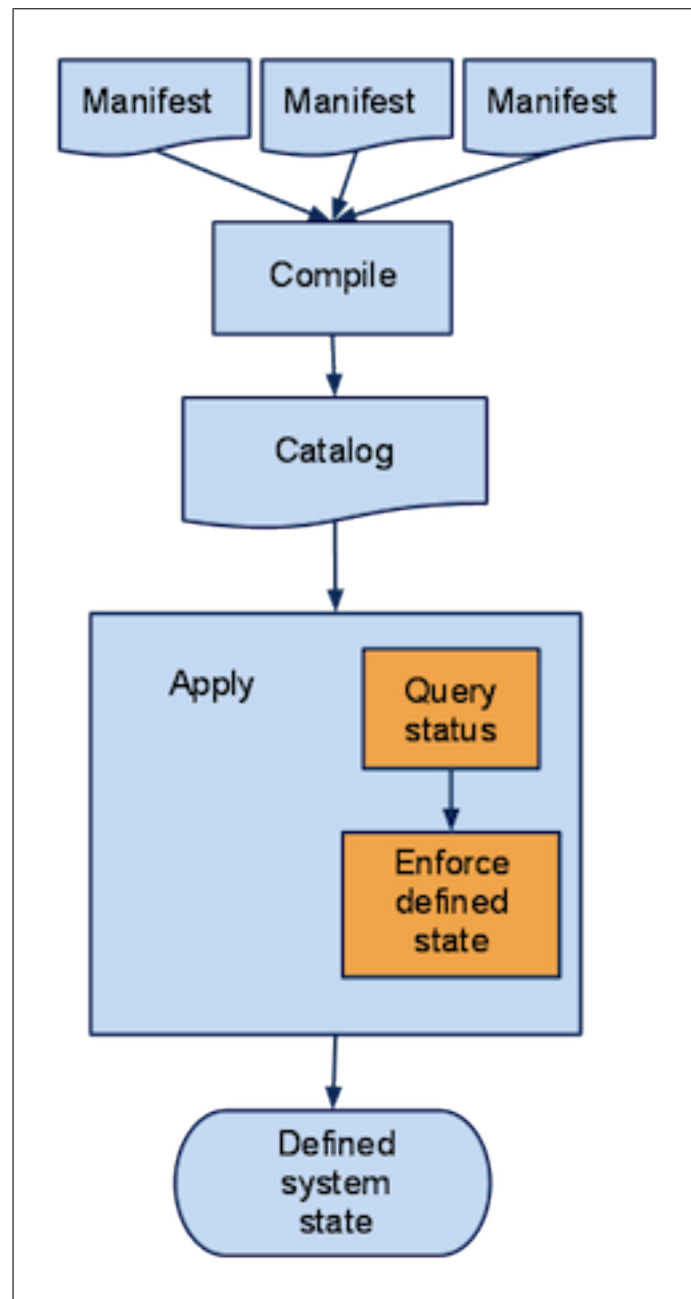 Manifest
Manifest
Manifest
Compile
Catalog
Apply
Query
status
Enforce
defined
state
Defined
system
state